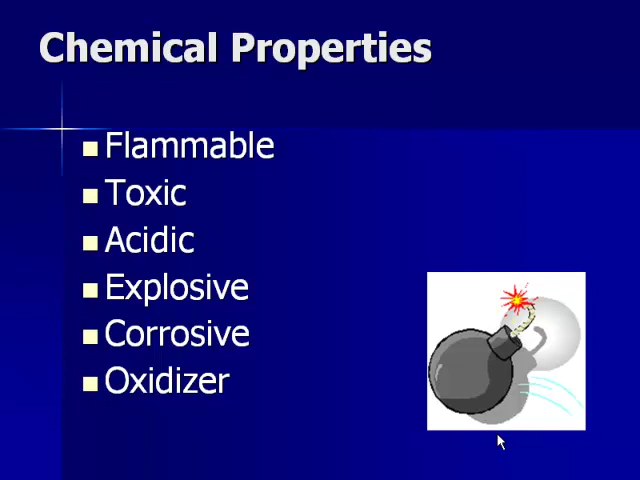 Chemical Properties
Flammable
Toxic
Acidic
Explosive
Corrosive
Oxidizer